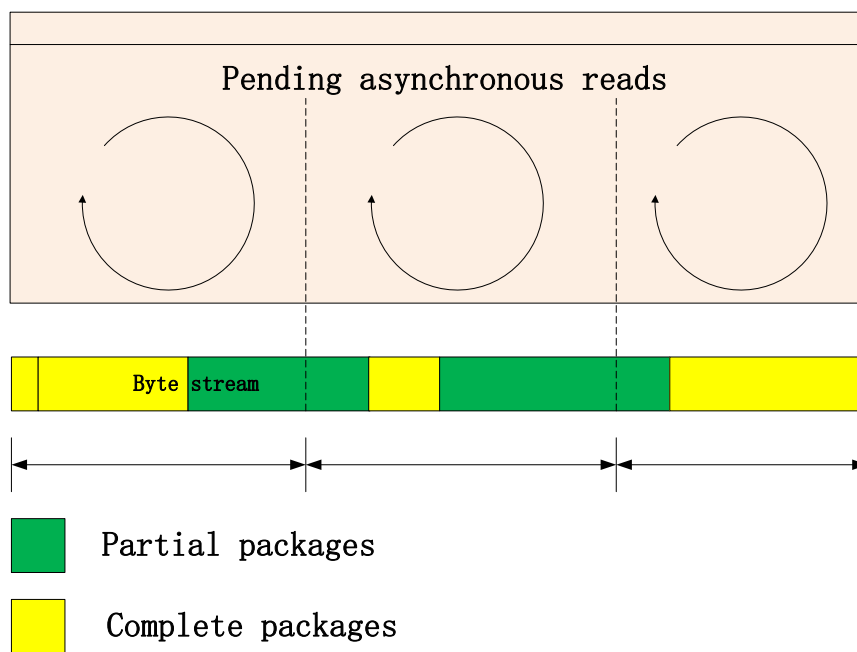 Pending asynchronous reads
Byte stream
Partial packages
Complete packages